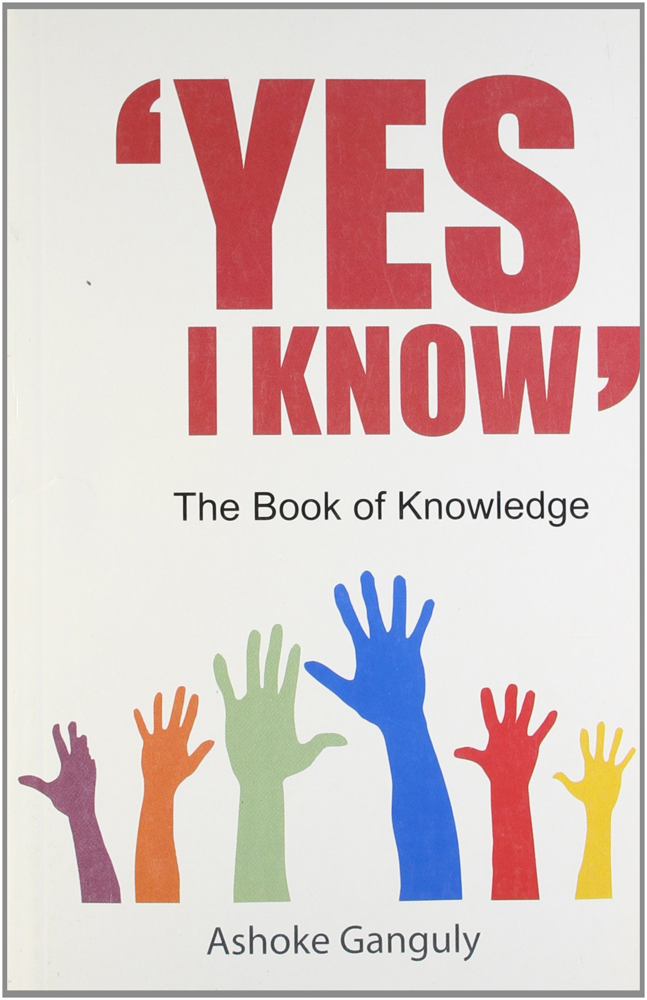 ‘YES
I KNOW’
The Book of Knowledge
Ashoke Ganguly